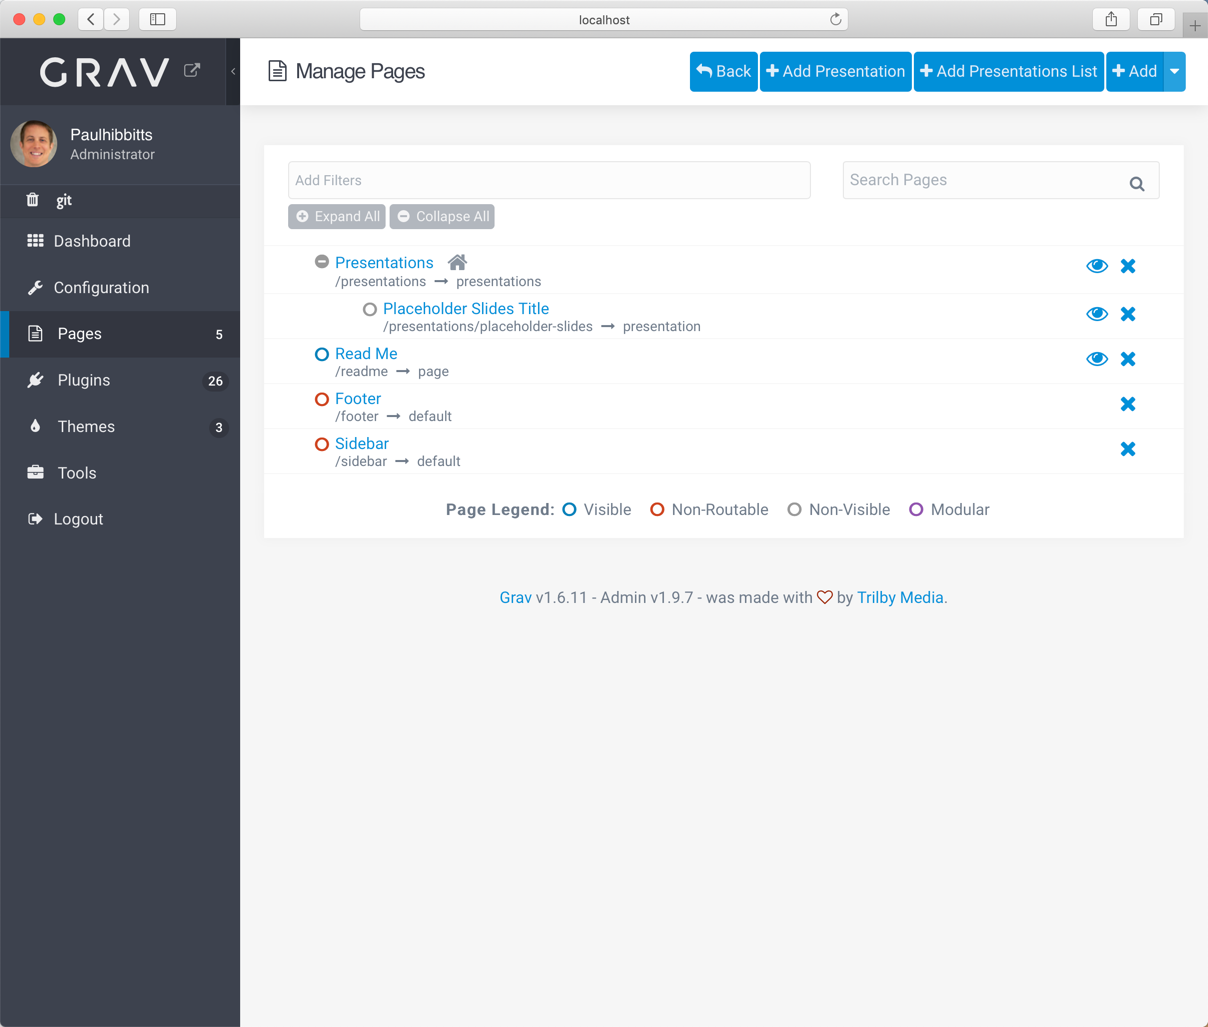 localhost
GRAV
Manage Pages
Back
Add Presentation
Add Presentations List
Add
Paulhibbitts
Administrator
git
Dashboard
Configuration
Pages 5
Plugins 26
Themes 3
Tools
Logout
Add Filters
Search Pages
Expand All
Collapse All
Presentations
/presentations → presentations
Placeholder Slides Title
/presentations/placeholder-slides → presentation
Read Me
/readme → page
Footer
/footer → default
Sidebar
/sidebar → default
Page Legend: Visible Non-Routable Non-Visible Modular
Grav v1.6.11 - Admin v1.9.7 - was made with ♡ by Trilby Media.